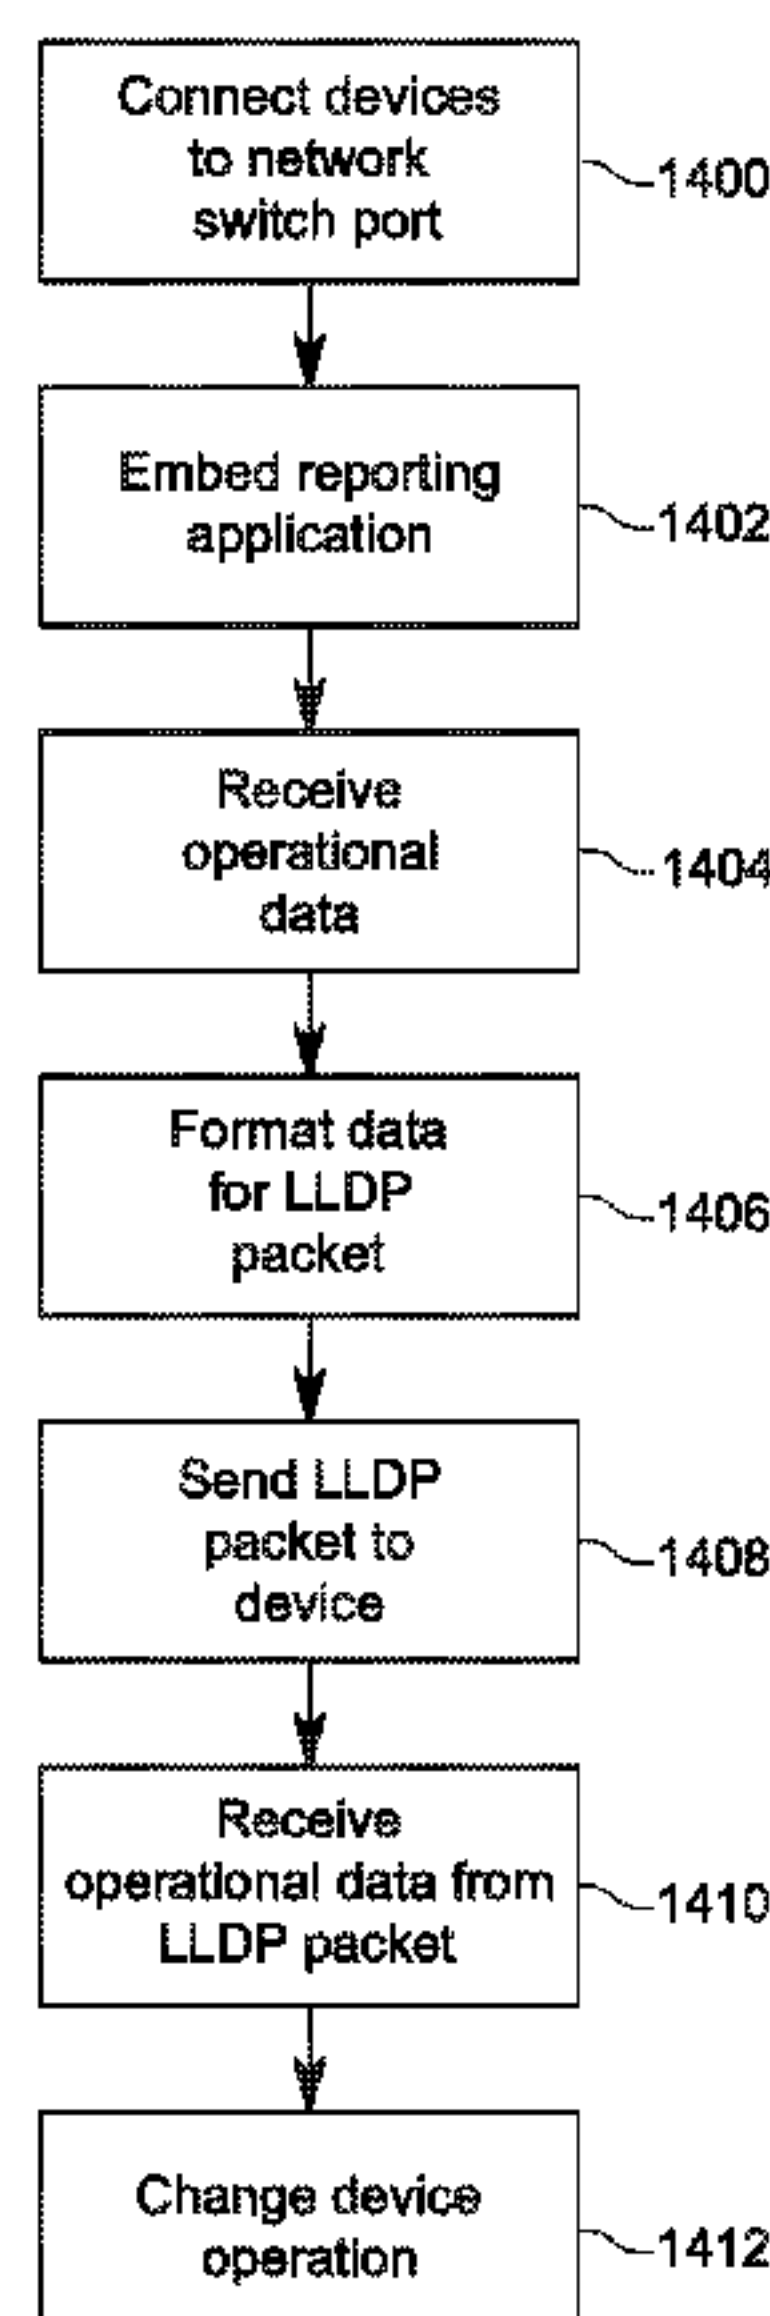 Connect devices
to network
switch port
1400
Embed reporting
application
1402
Receive
operational
data
1404
Format data
for LLDP
packet
1406
Send LLDP
packet to
device
1408
Receive
operational data from
LLDP packet
1410
Change device
operation
1412